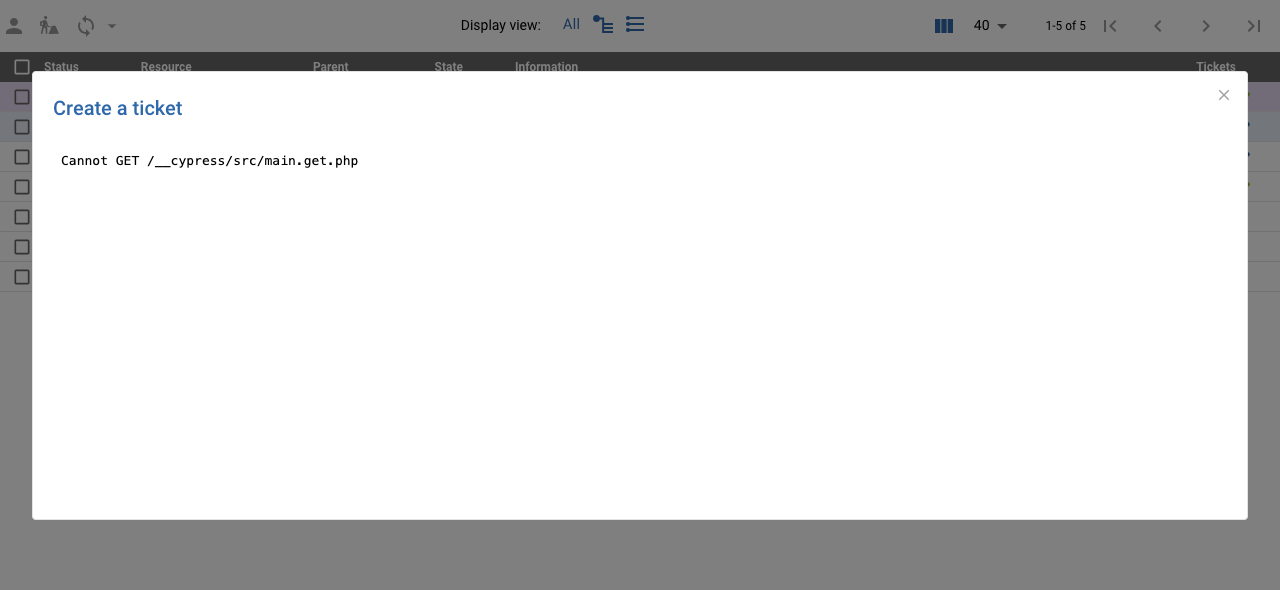 Display view: All 40 1-5 of 5
Status Resource Parent State Information Tickets
Create a ticket
Cannot GET /__cypress/src/main.get.php